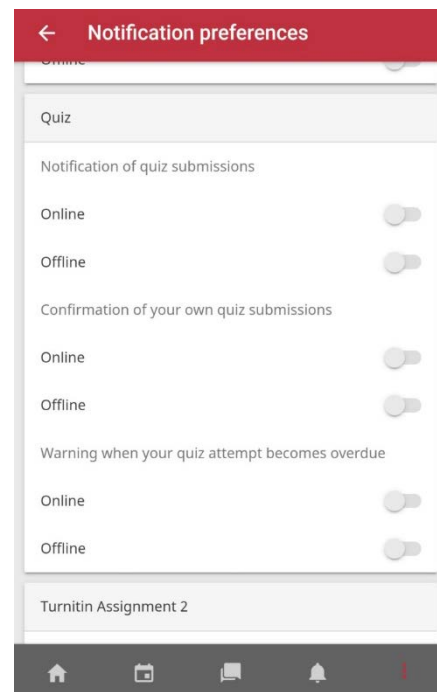 Notification preferences
Offline
Quiz
Notification of quiz submissions
Online
Offline
Confirmation of your own quiz submissions
Online
Offline
Warning when your quiz attempt becomes overdue
Online
Offline
Turnitin Assignment 2